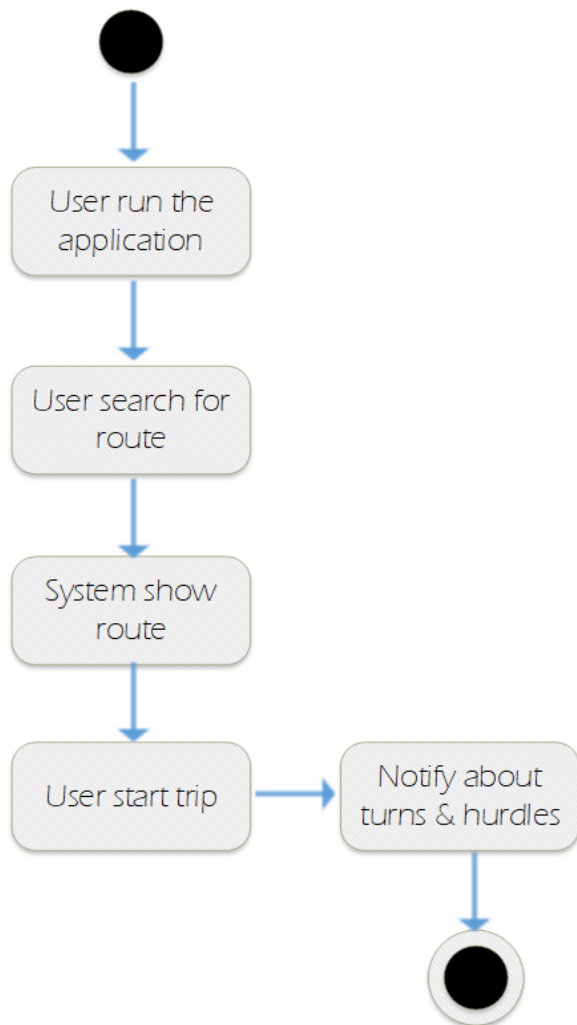 User run the
application
User search for
route
System show
route
User start trip
Notify about
turns & hurdles